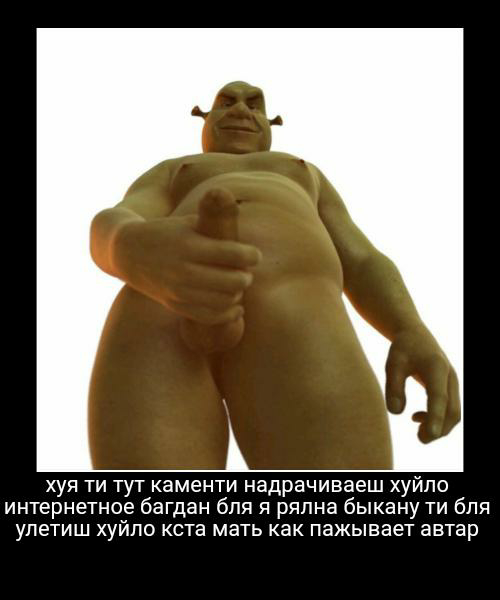 хуя ти тут каменти надрачиваеш хуйло
интернетное багдан бля я рялна быкану ти бля
улетиш хуйло кста мать как пажывает автар